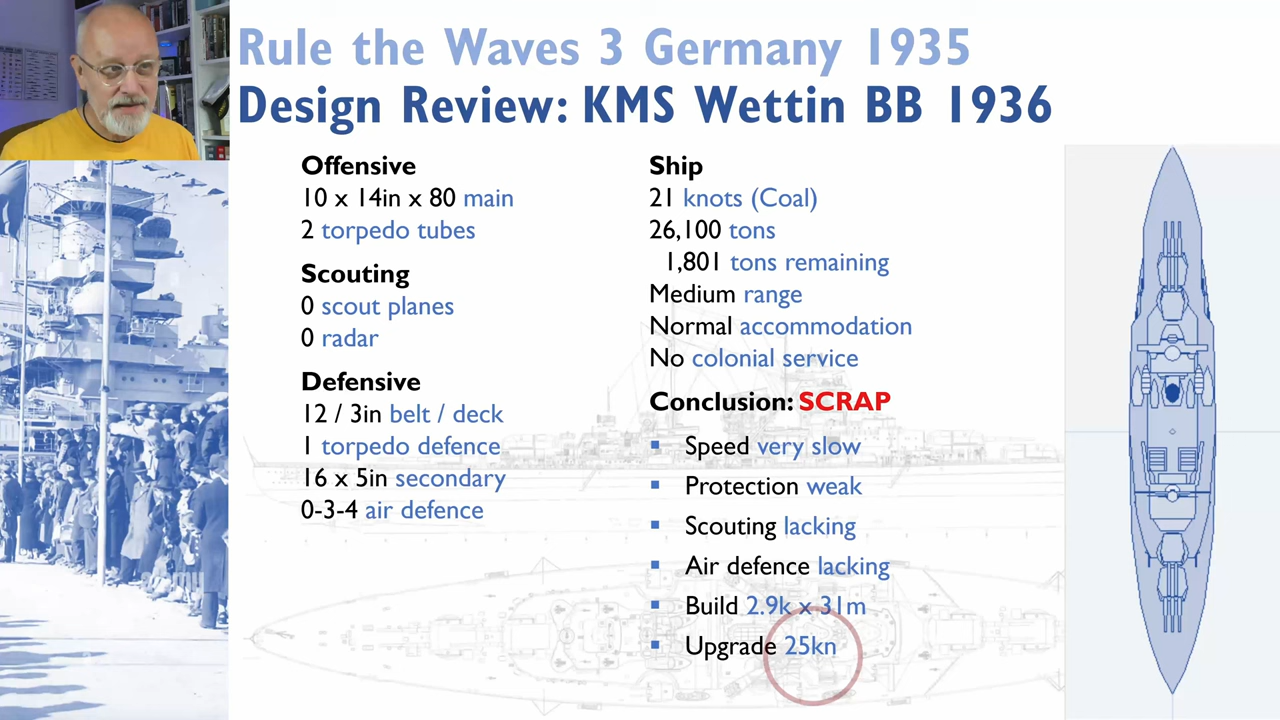 Rule the Waves 3 Germany 1935
Design Review: KMS Wettin BB 1936
Offensive
10 x 14in x 80 main
2 torpedo tubes
Scouting
0 scout planes
0 radar
Defensive
12 / 3in belt / deck
1 torpedo defence
16 x 5in secondary
0-3-4 air defence
Ship
21 knots (Coal)
26,100 tons
1,801 tons remaining
Medium range
Normal accommodation
No colonial service
Conclusion: SCRAP
▪ Speed very slow
▪ Protection weak
▪ Scouting lacking
▪ Air defence lacking
▪ Build 2.9k x 31m
▪ Upgrade 25kn